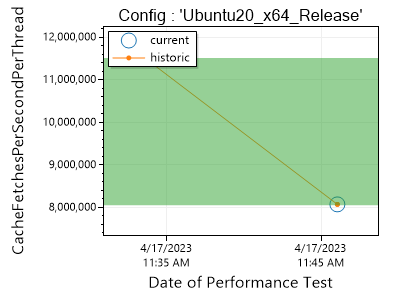 Config : 'Ubuntu20_x64_Release'
CacheFetchesPerSecondPerThread
12,000,000
11,000,000
10,000,000
9,000,000
8,000,000
current
historic
4/17/2023
11:35 AM
4/17/2023
11:45 AM
Date of Performance Test